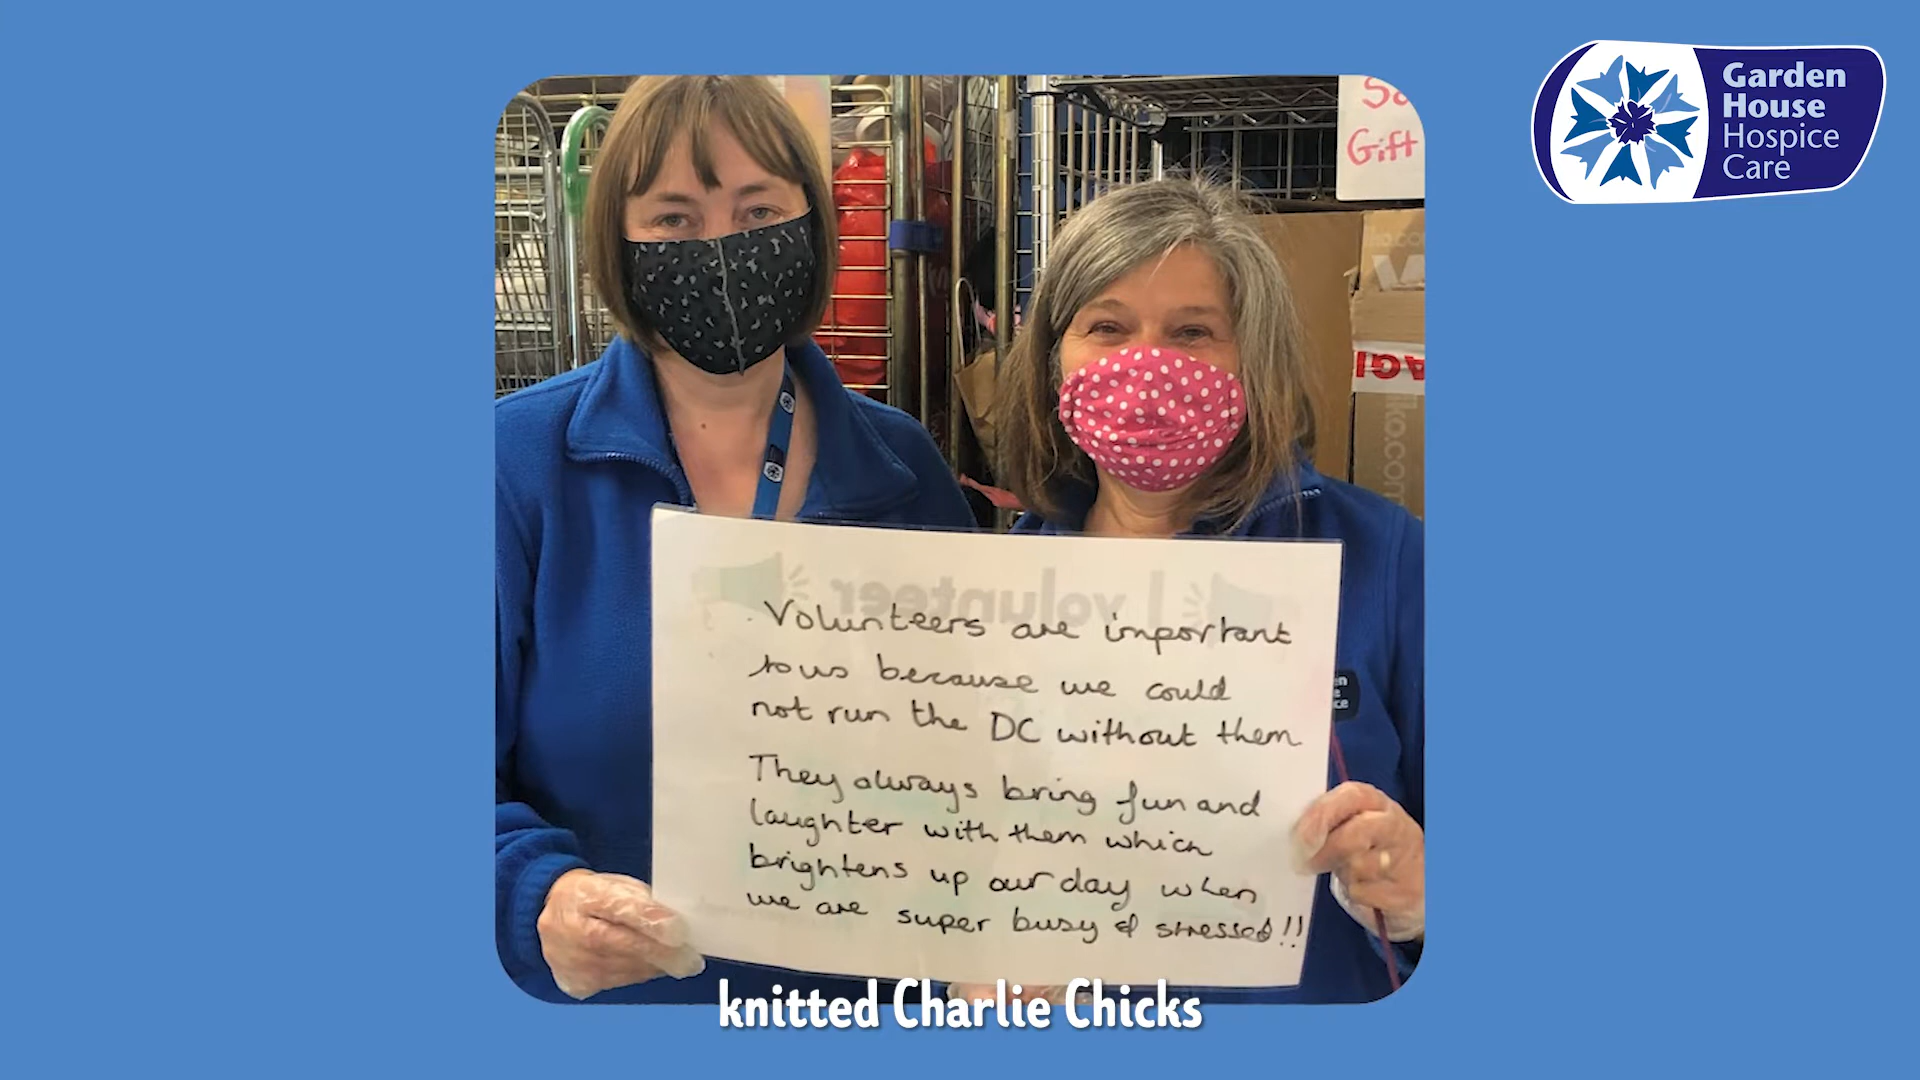 Garden
House
Hospice
Care
Gift
I volunteer
Volunteers are important
to us because we could
not run the DC without them.
They always bring fun and
laughter with them which
brightens up our day when
we are super busy & stressed!!
knitted Charlie Chicks